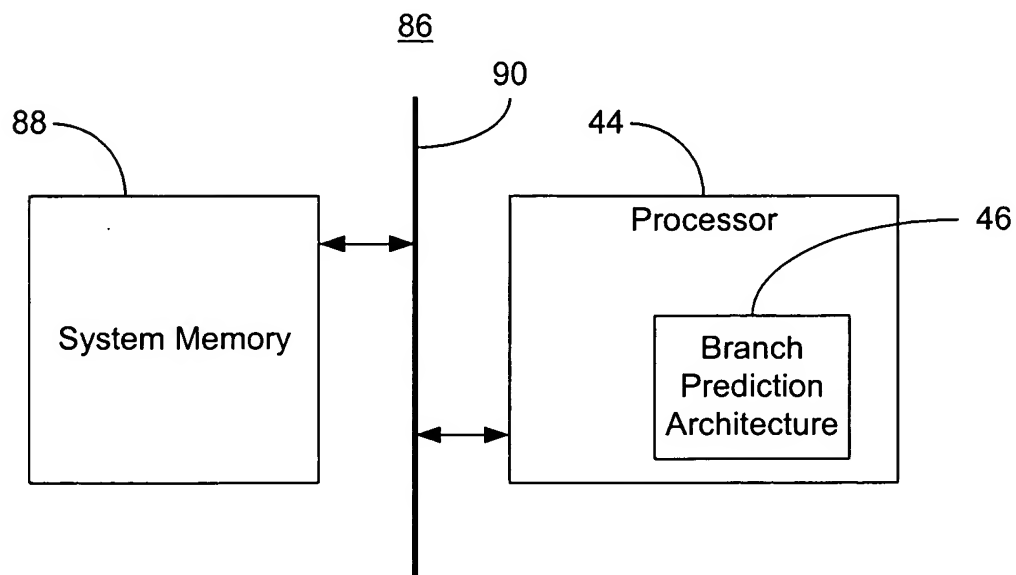 86
90
88
44
Processor
46
System Memory
Branch
Prediction
Architecture